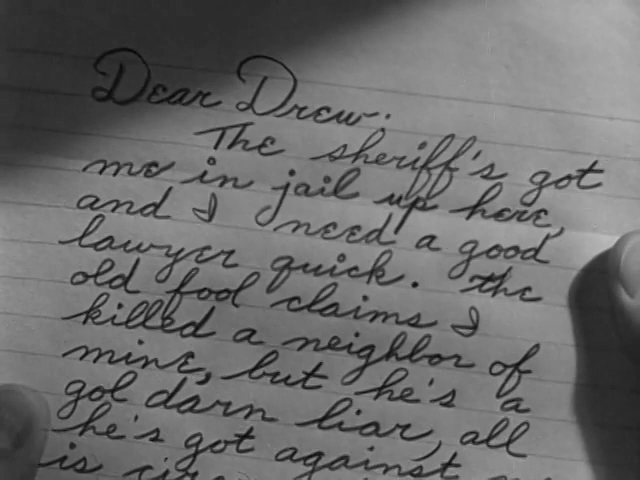 Dear Drew.
The sheriff's got
me in jail up here,
and I need a good
lawyer quick. The
old fool claims I
killed a neighbor of
mine, but he's a
gol darn liar, all
he's got against
is